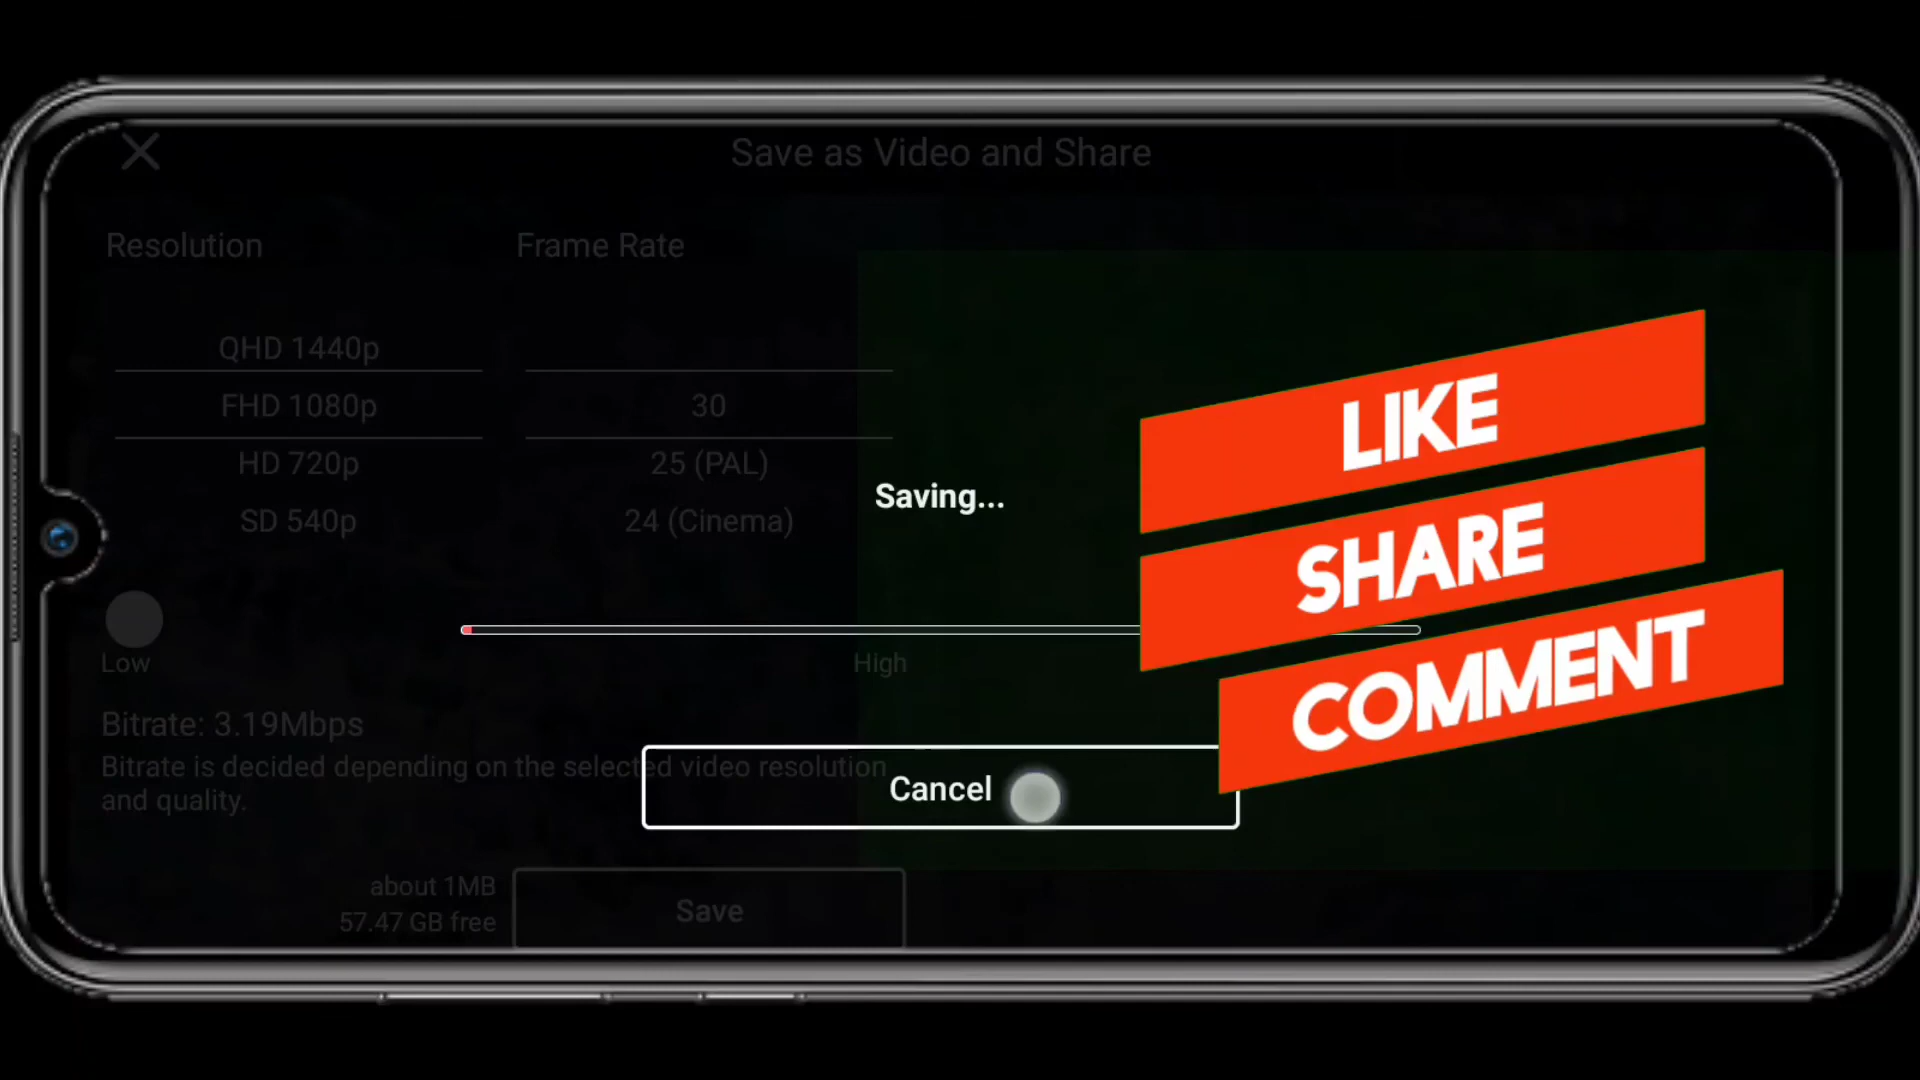 Save as Video and Share
Resolution
Frame Rate
QHD 1440p
FHD 1080p
HD 720p
SD 540p
30
25 (PAL)
24 (Cinema)
Saving...
Low
High
Bitrate: 3.19Mbps
Bitrate is decided depending on the selected video resolution
and quality.
Cancel
about 1MB
57.47 GB free
Save
LIKE
SHARE
COMMENT